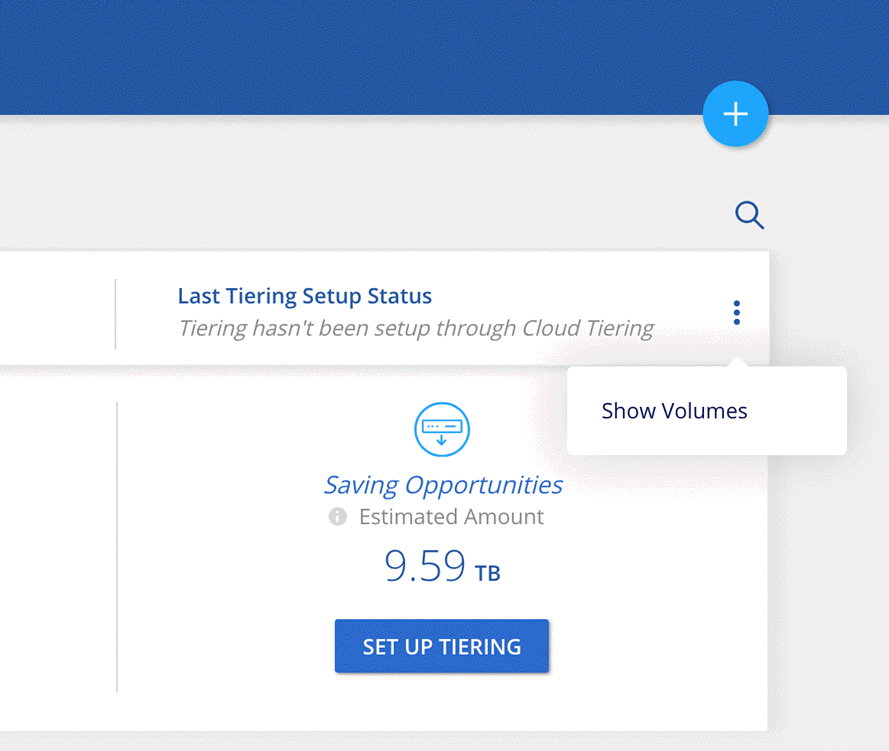 Last Tiering Setup Status
Tiering hasn't been setup through Cloud Tiering
Show Volumes
Saving Opportunities
Estimated Amount
9.59 TB
SET UP TIERING